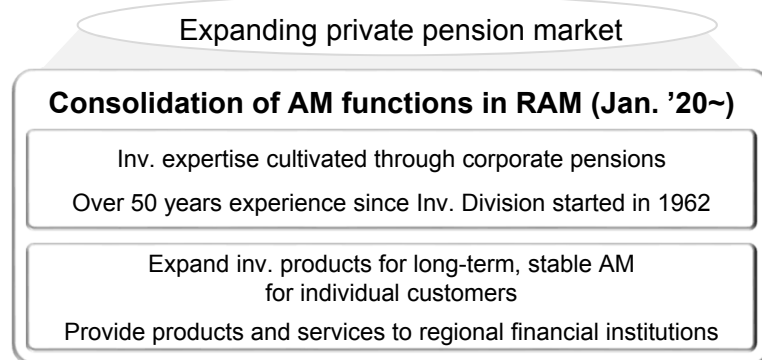 Expanding private pension market
Consolidation of AM functions in RAM (Jan. ’20~)
Inv. expertise cultivated through corporate pensions
Over 50 years experience since Inv. Division started in 1962
Expand inv. products for long-term, stable AM
for individual customers
Provide products and services to regional financial institutions